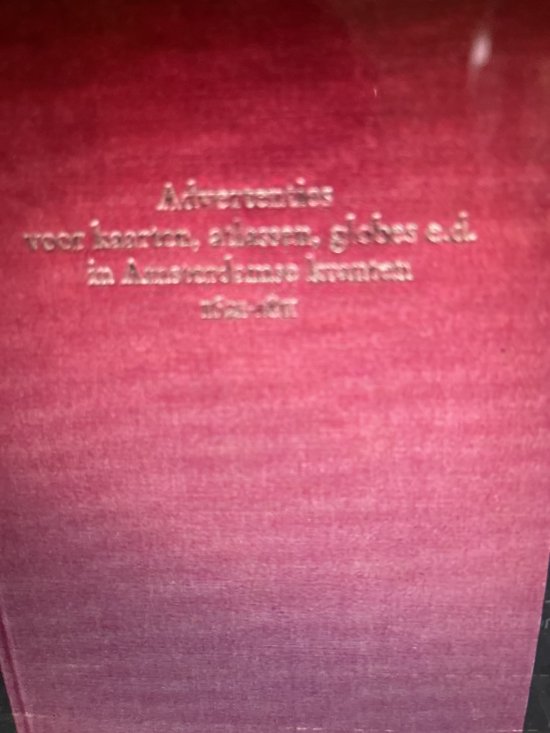 Advertenties
voor kaarten, atlassen, globes e.d.
in Amsterdamse kranten